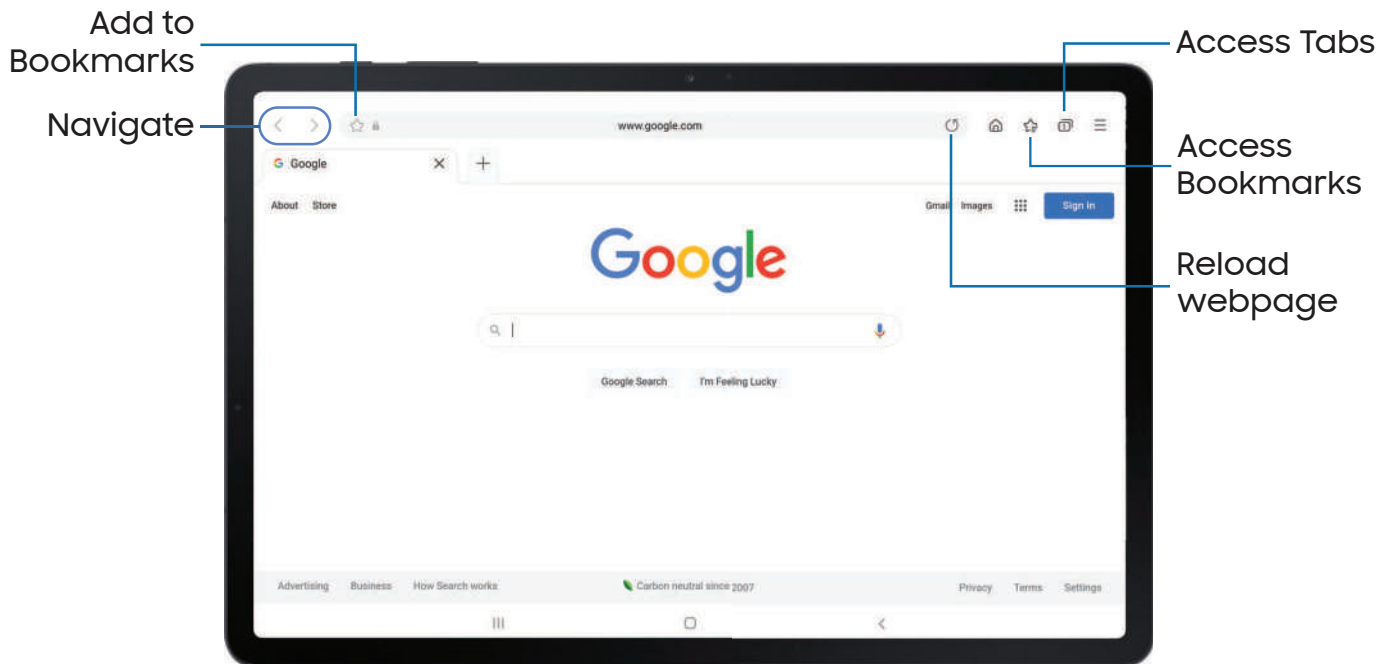 Add to
Bookmarks
Access Tabs
Navigate
www.google.com
1
Access
Bookmarks
G Google
About Store
Gmail Images
Sign in
Google
Reload
webpage
Google Search I'm Feeling Lucky
Advertising Business How Search works
Carbon neutral since 2007
Privacy Terms Settings